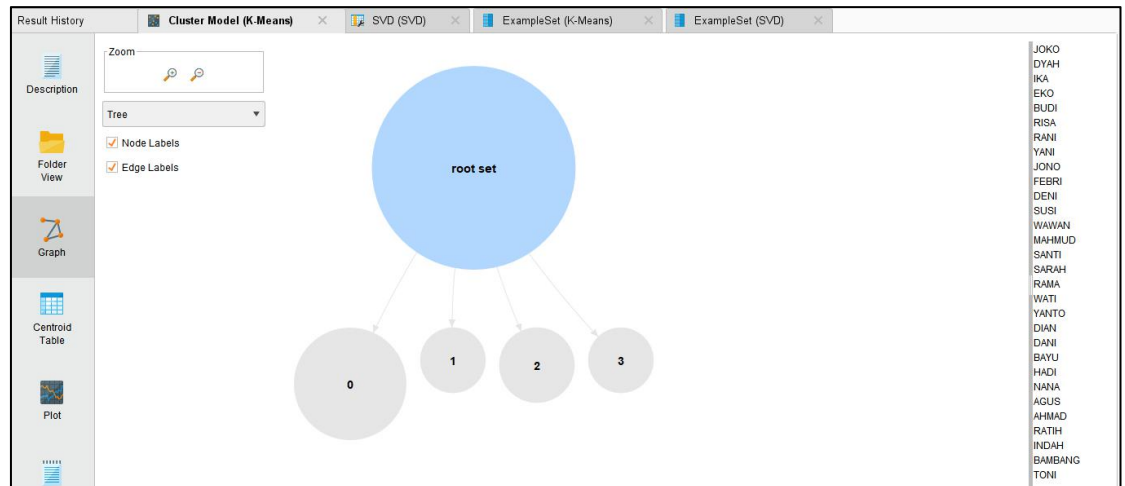 Result History
Cluster Model (K-Means)
SVD (SVD)
ExampleSet (K-Means)
ExampleSet (SVD)
Description
Folder
View
Graph
Centroid
Table
Plot
Zoom
Tree
Node Labels
Edge Labels
root set
0
1
2
3
JOKO
DYAH
IKA
EKO
BUDI
RISA
RANI
YANI
JONO
FEBRI
DENI
SUSI
WAWAN
MAHMUD
SANTI
SARAH
RAMA
WATI
YANTO
DIAN
DANI
BAYU
HADI
NANA
AGUS
AHMAD
RATIH
INDAH
BAMBANG
TONI